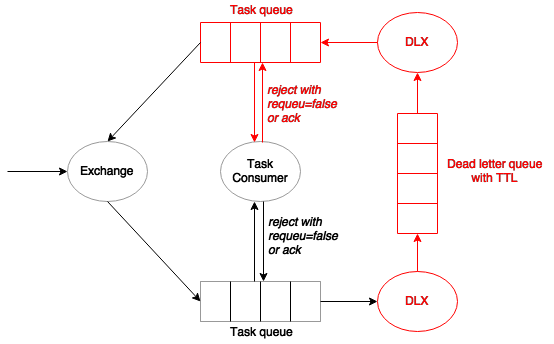 Task queue
DLX
reject with
requeu=false
or ack
Exchange
Task
Consumer
Dead letter queue
with TTL
reject with
requeu=false
or ack
DLX
Task queue